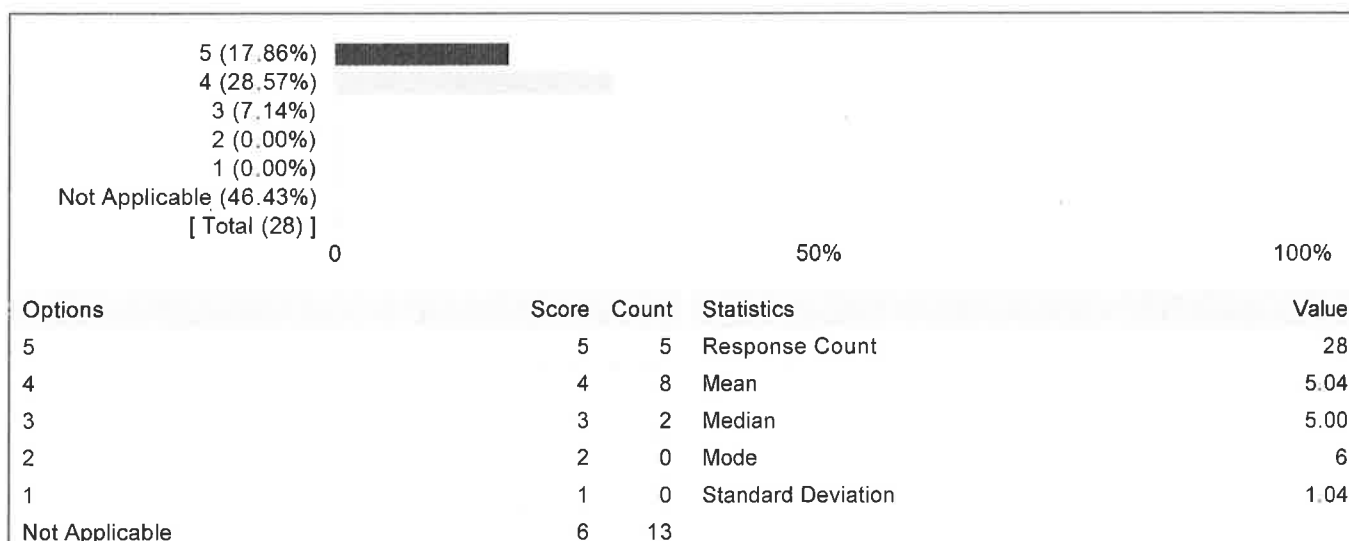 5 (17.86%)
4 (28.57%)
3 (7.14%)
2 (0.00%)
1 (0.00%)
Not Applicable (46.43%)
[ Total (28) ]
0 50% 100%
Options Score Count Statistics Value
5 5 5 Response Count 28
4 4 8 Mean 5.04
3 3 2 Median 5.00
2 2 0 Mode 6
1 1 0 Standard Deviation 1.04
Not Applicable 6 13